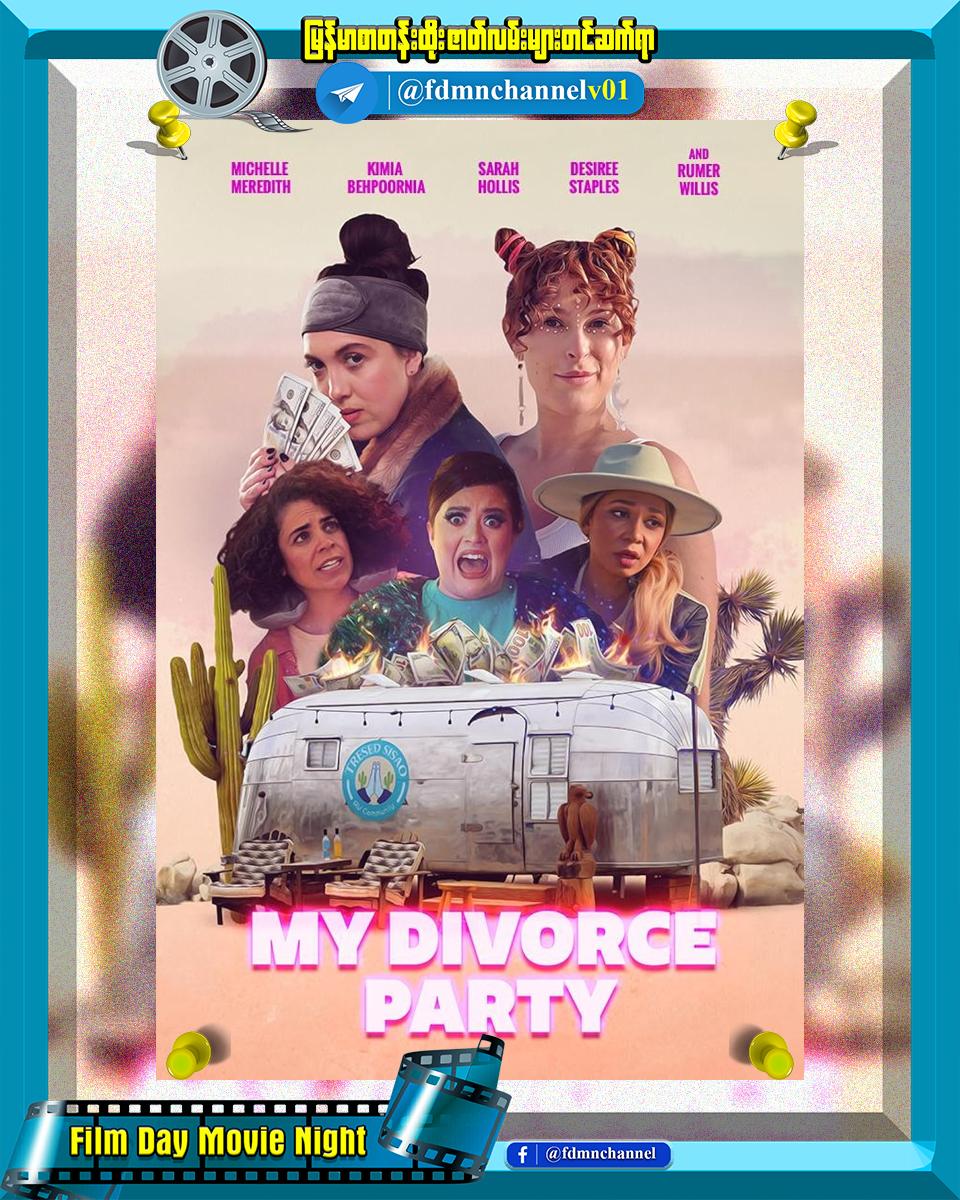 မြန်မာစာတန်းထိုးဇာတ်လမ်းများတင်ဆက်ရာ
@fdmnchannelv01
MICHELLE MEREDITH
KIMIA BEHPOORNIA
SARAH HOLLIS
DESIREE STAPLES
AND RUMER WILLIS
TRESED SISAO
MY DIVORCE
PARTY
Film Day Movie Night
f @fdmnchannel